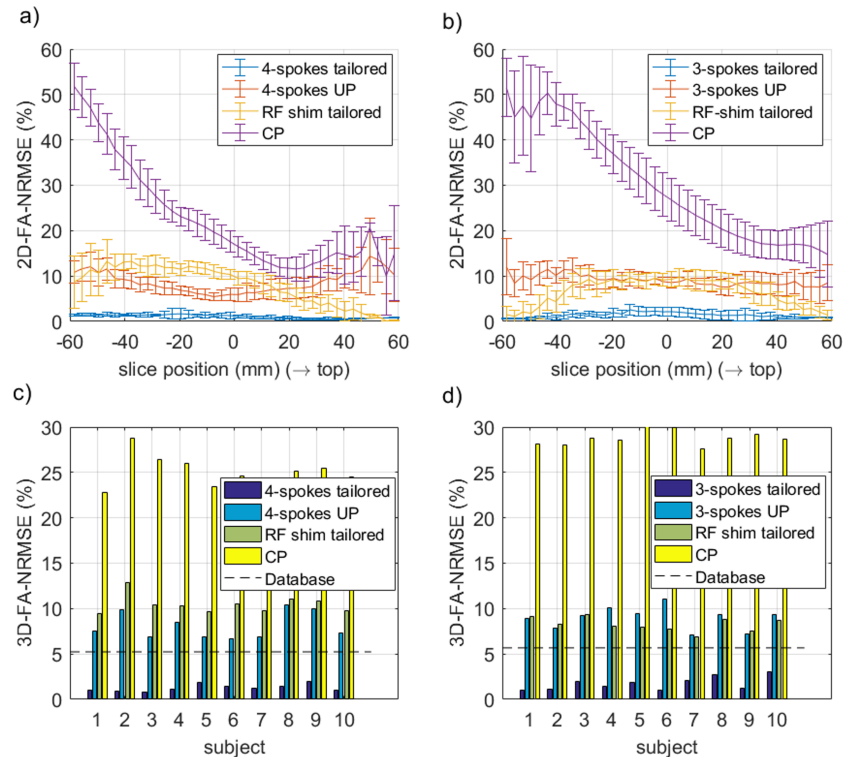 a)
2D-FA-NRMSE (%)
60
50
40
30
20
10
0
4-spokes tailored
4-spokes UP
RF shim tailored
CP
-60 -40 -20 0 20 40 60
slice position (mm) (→ top)
b)
2D-FA-NRMSE (%)
60
50
40
30
20
10
0
3-spokes tailored
3-spokes UP
RF-shim tailored
CP
-60 -40 -20 0 20 40 60
slice position (mm) (→ top)
c)
3D-FA-NRMSE (%)
30
25
20
15
10
5
0
4-spokes tailored
4-spokes UP
RF shim tailored
CP
Database
1 2 3 4 5 6 7 8 9 10
subject
d)
3D-FA-NRMSE (%)
30
25
20
15
10
5
0
3-spokes tailored
3-spokes UP
RF shim tailored
CP
Database
1 2 3 4 5 6 7 8 9 10
subject